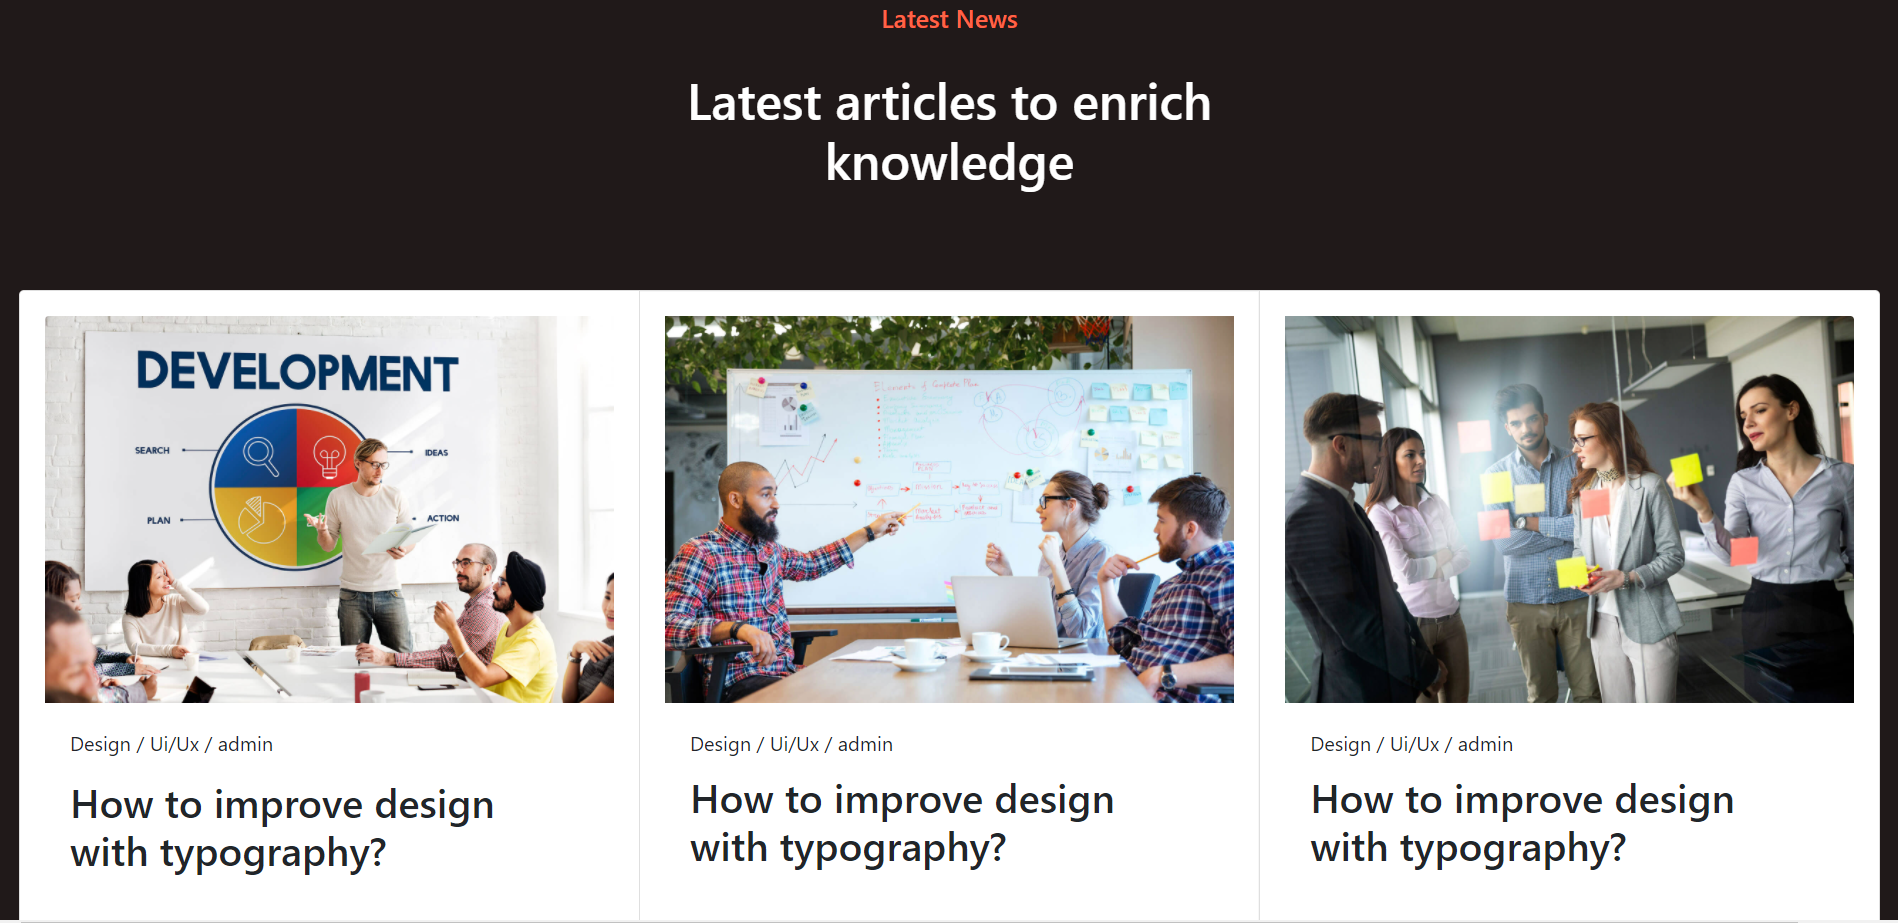 Latest News
Latest articles to enrich
knowledge
DEVELOPMENT
SEARCH
IDEAS
PLAN
ACTION
Design / Ui/Ux / admin
How to improve design
with typography?
Design / Ui/Ux / admin
How to improve design
with typography?
Design / Ui/Ux / admin
How to improve design
with typography?